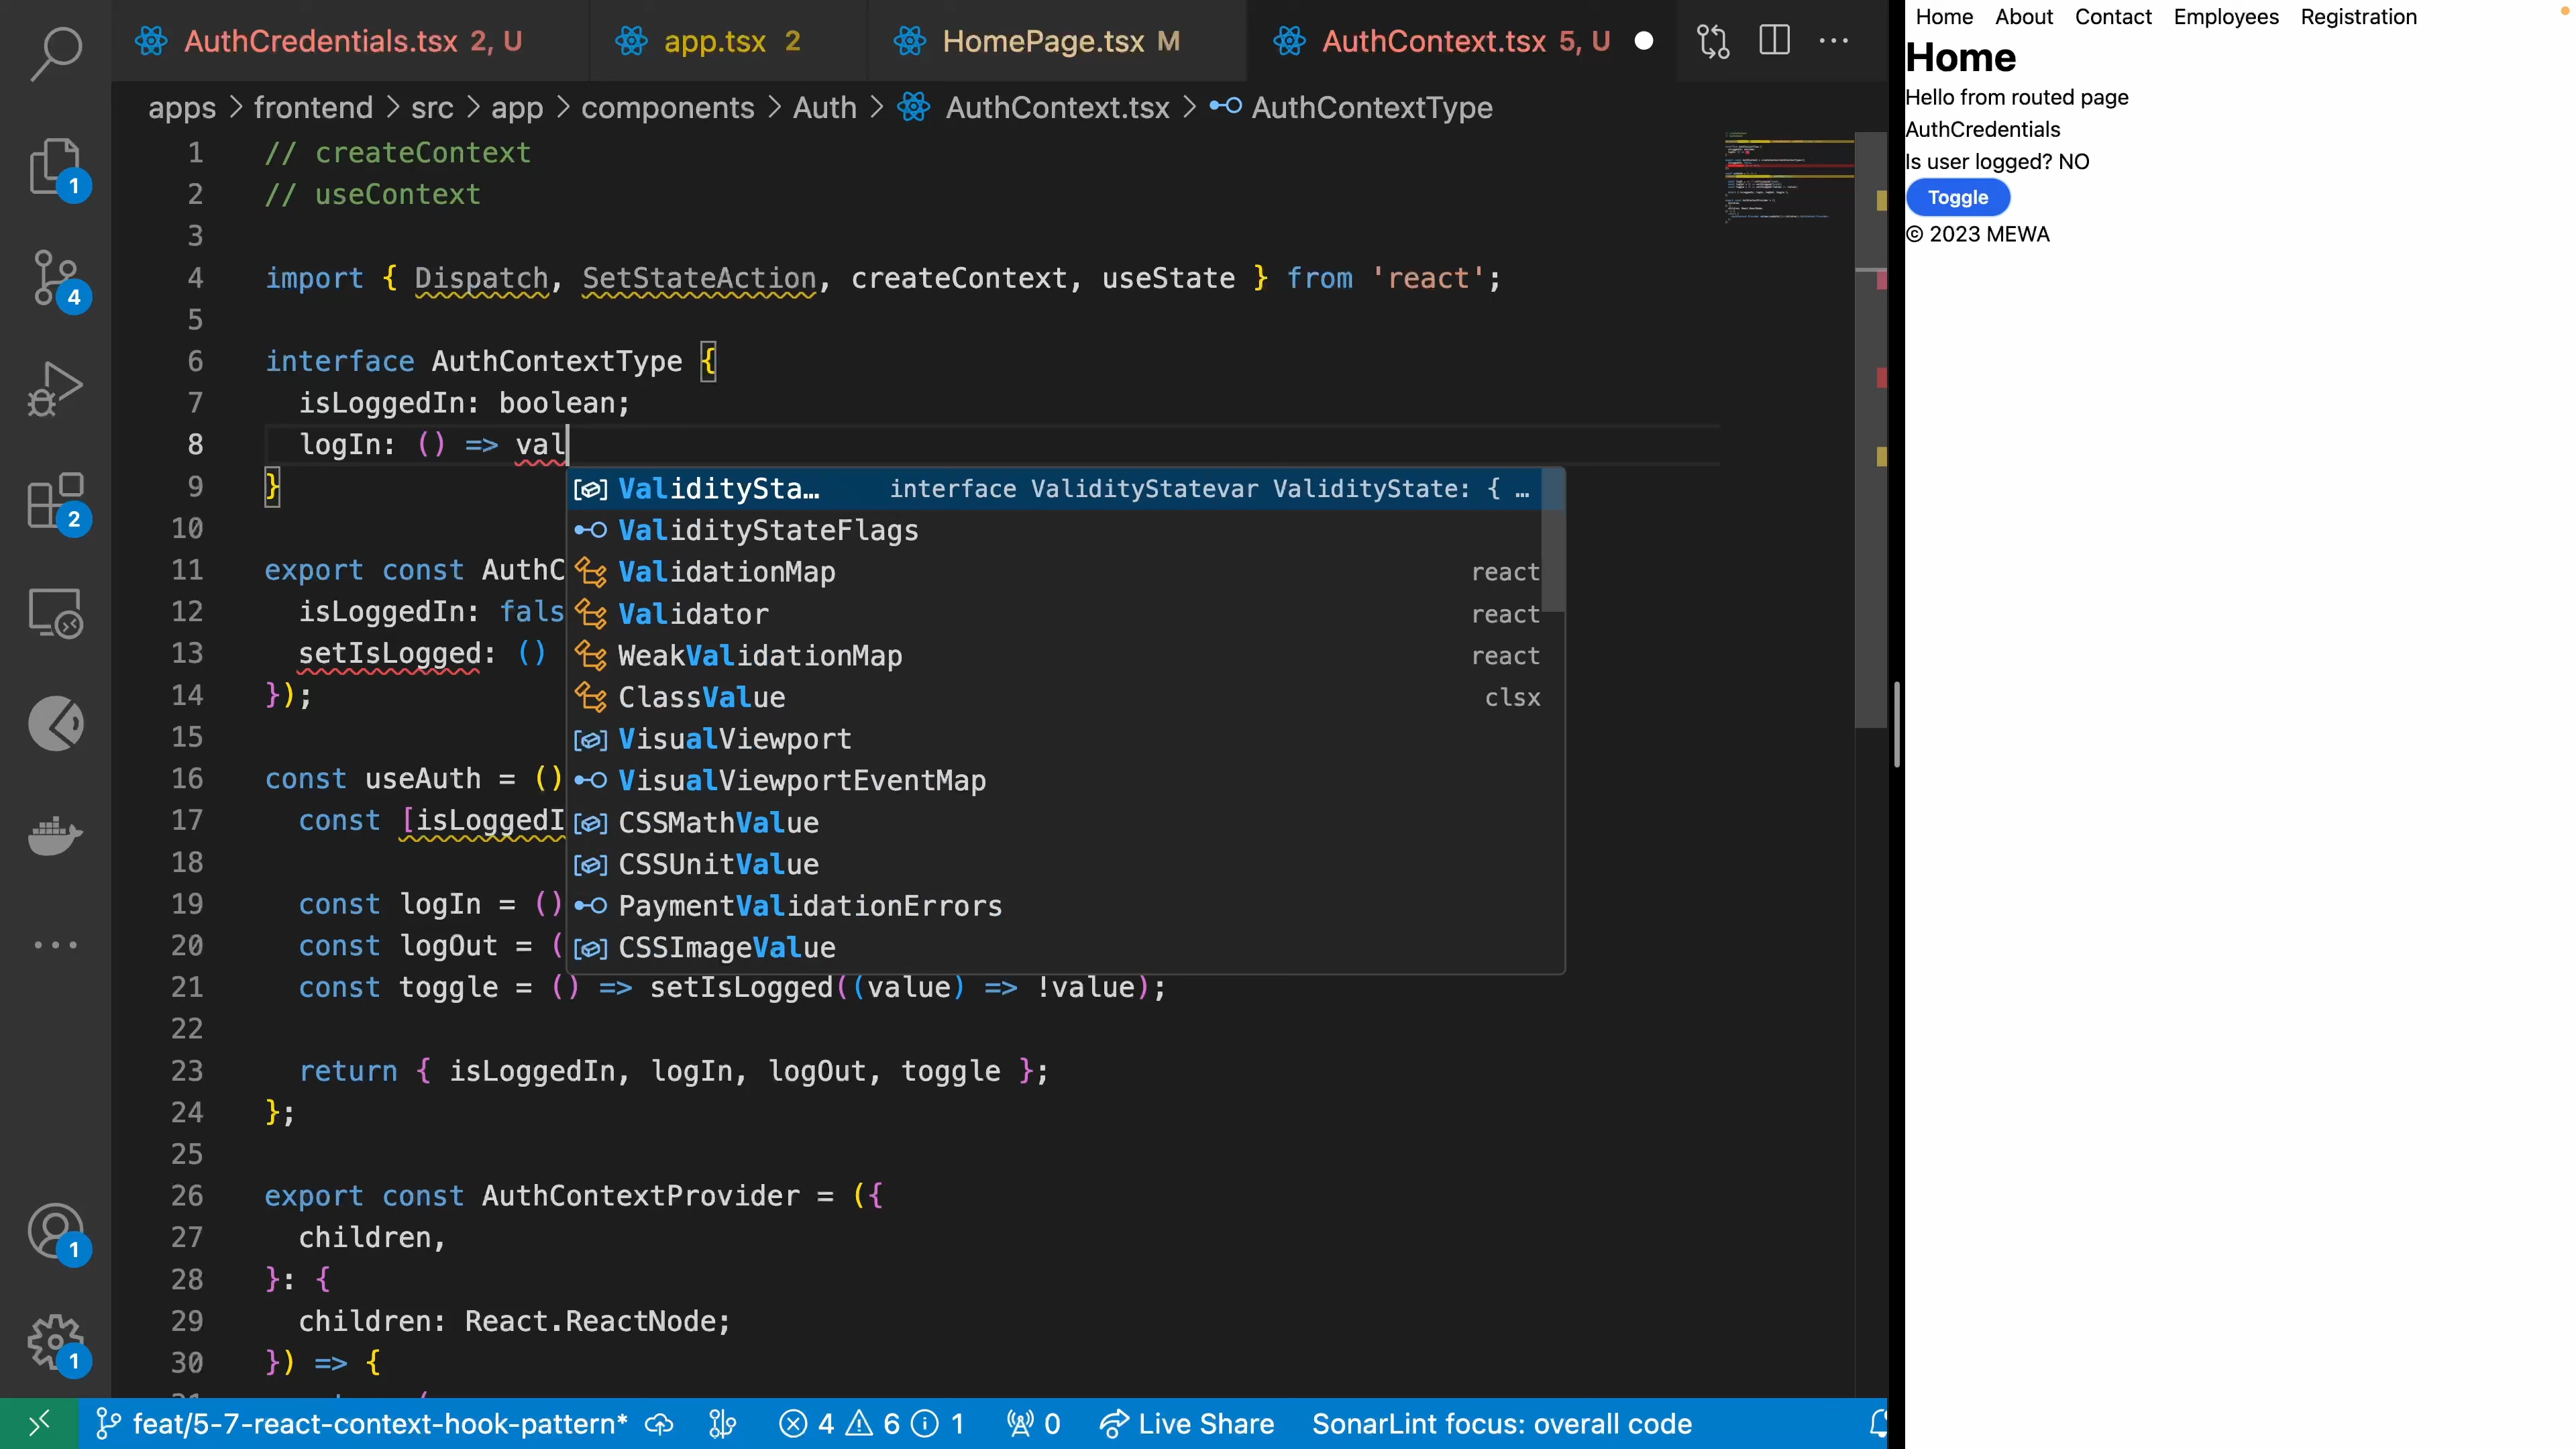 AuthCredentials.tsx 2, U
app.tsx 2
HomePage.tsx M
AuthContext.tsx 5, U
apps > frontend > src > app > components > Auth > AuthContext.tsx > AuthContextType
1 // createContext
2 // useContext
3
4 import { Dispatch, SetStateAction, createContext, useState } from 'react';
5
6 interface AuthContextType {
7 isLoggedIn: boolean;
8 logIn: () => val
9 }
10
11 export const AuthC
12 isLoggedIn: fals
13 setIsLogged: ()
14 });
15
16 const useAuth = ()
17 const [isLoggedI
18
19 const logIn = ()
20 const logOut = (
21 const toggle = () => setIsLogged((value) => !value);
22
23 return { isLoggedIn, logIn, logOut, toggle };
24 };
25
26 export const AuthContextProvider = ({
27 children,
28 }: {
29 children: React.ReactNode;
30 }) => {
ValiditySta… interface ValidityStatevar ValidityState: { …
ValidityStateFlags
ValidationMap react
Validator react
WeakValidationMap react
ClassValue clsx
VisualViewport
VisualViewportEventMap
CSSMathValue
CSSUnitValue
PaymentValidationErrors
CSSImageValue
1
4
2
1
1
feat/5-7-react-context-hook-pattern* 4 6 1 0 Live Share SonarLint focus: overall code
Home About Contact Employees Registration
Home
Hello from routed page
AuthCredentials
Is user logged? NO
Toggle
© 2023 MEWA